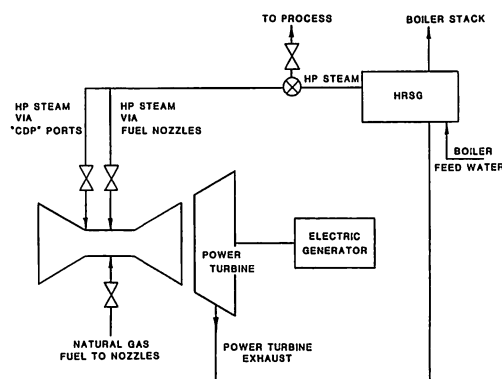 TO PROCESS
BOILER STACK
HP STEAM
HRSG
HP STEAM
VIA
"CDP" PORTS
HP STEAM
VIA
FUEL NOZZLES
BOILER
FEED WATER
ELECTRIC
GENERATOR
POWER
TURBINE
NATURAL GAS
FUEL TO NOZZLES
POWER TURBINE
EXHAUST